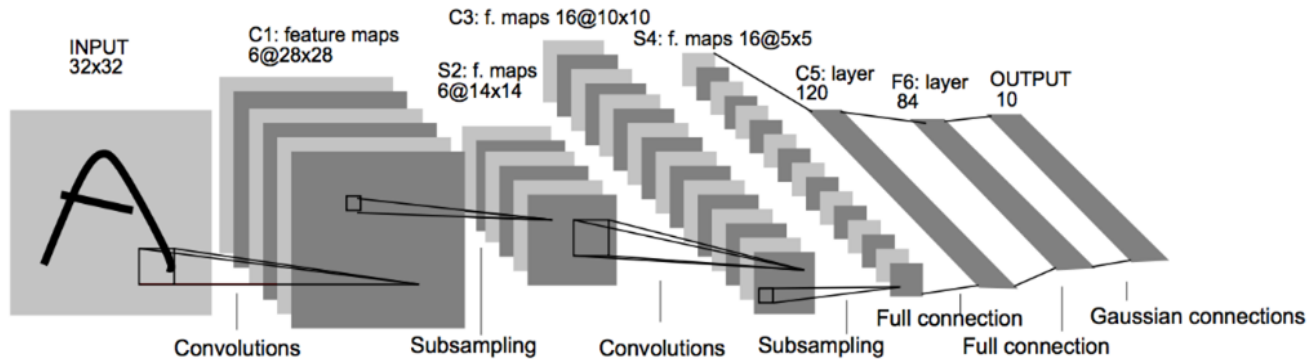 INPUT
32x32
C1: feature maps
6@28x28
S2: f. maps
6@14x14
C3: f. maps 16@10x10
S4: f. maps 16@5x5
C5: layer
120
F6: layer
84
OUTPUT
10
Convolutions
Subsampling
Convolutions
Subsampling
Full connection
Full connection
Gaussian connections
A